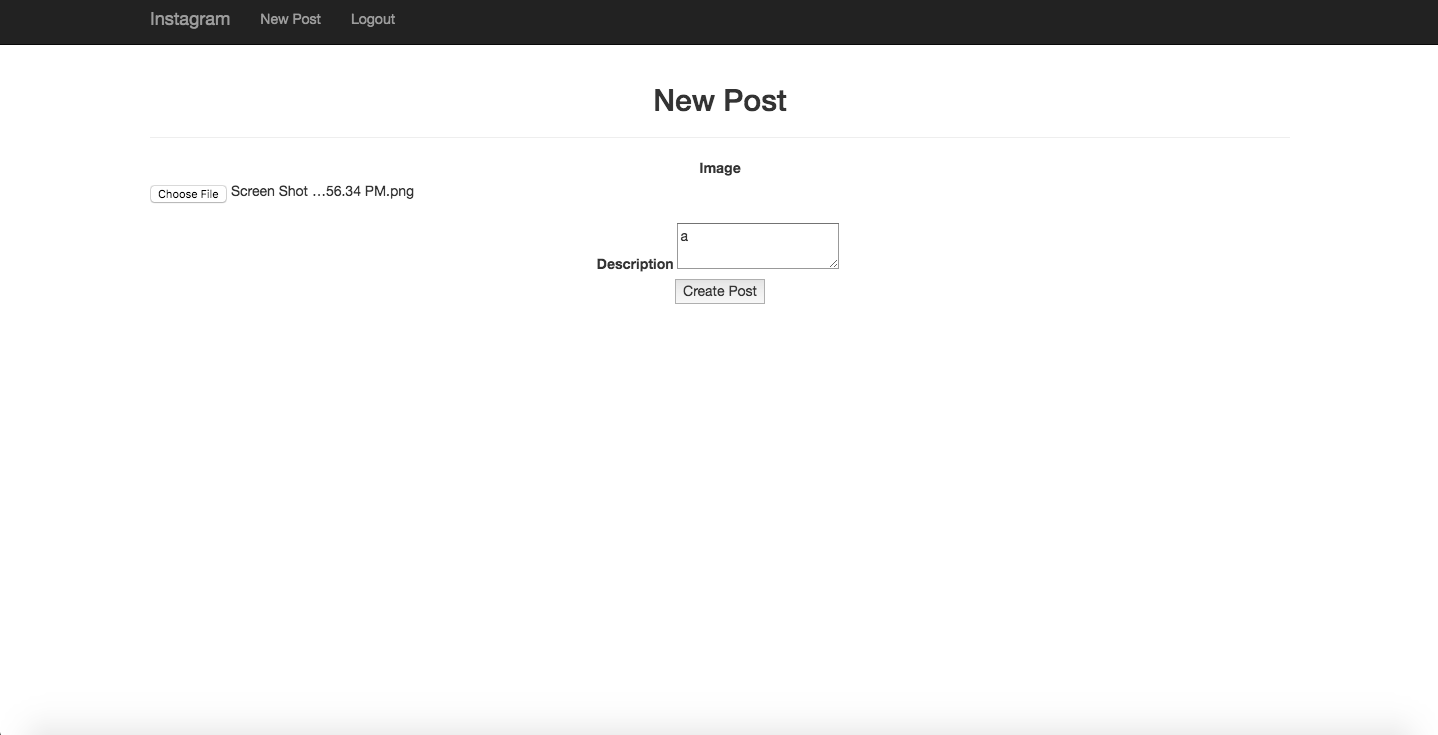 Instagram New Post Logout
New Post
Image
Choose File Screen Shot …56.34 PM.png
a
Description
Create Post